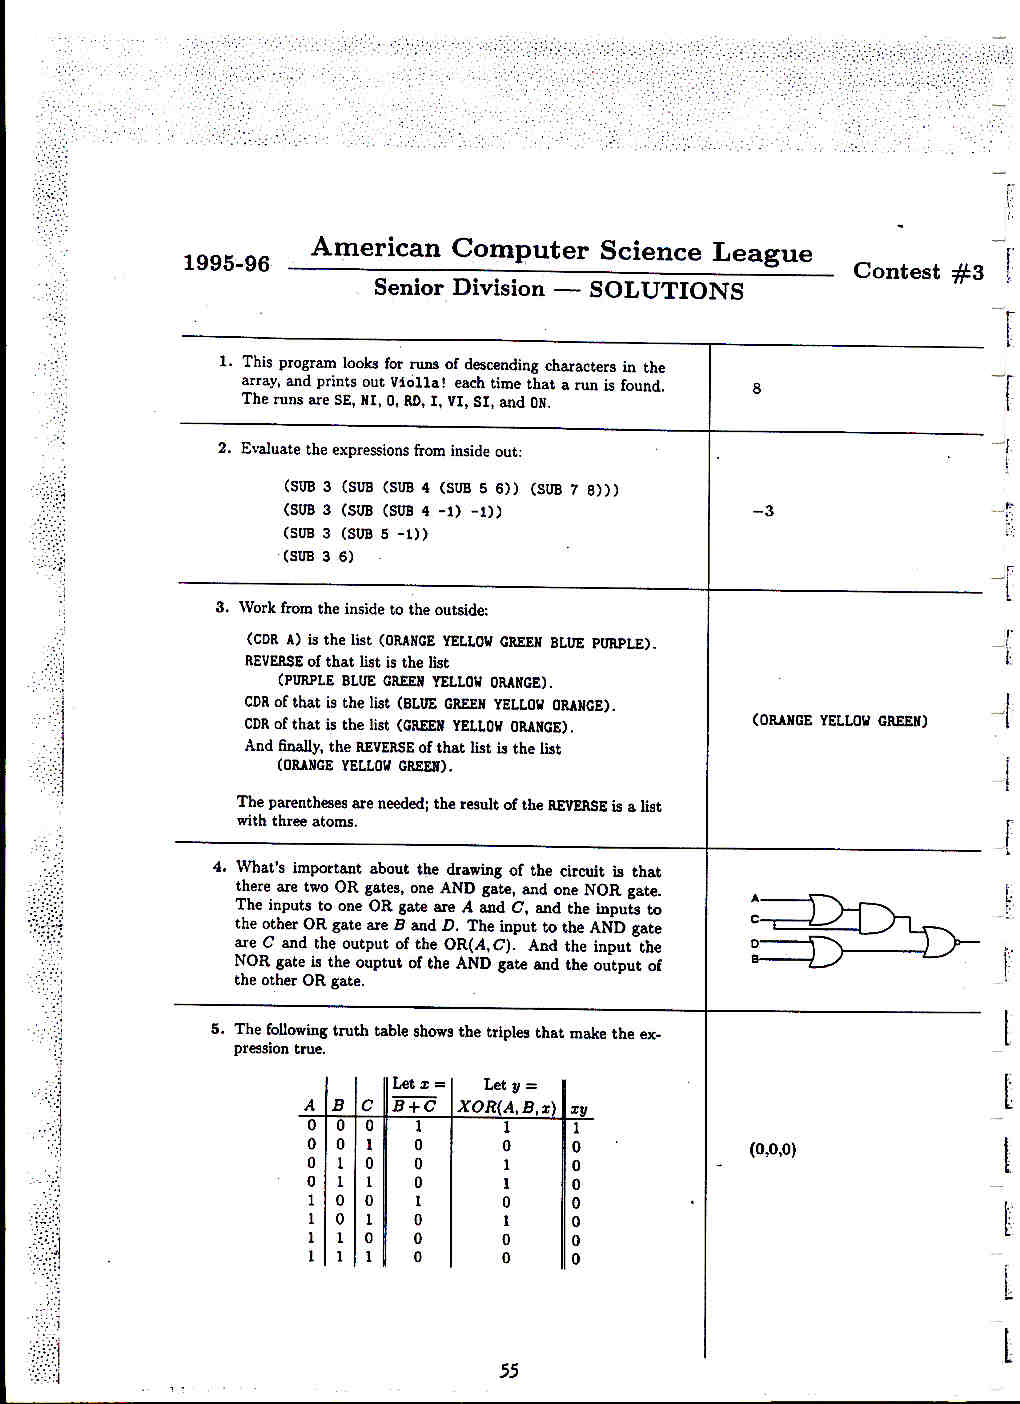 American Computer Science League
1995-96
Contest #3
Senior Division — SOLUTIONS
1. This program looks for runs of descending characters in the
array, and prints out Violla! each time that a run is found.
The runs are SE, NI, O, RD, I, VI, SI, and ON.
8
2. Evaluate the expressions from inside out:
(SUB 3 (SUB (SUB 4 (SUB 5 6)) (SUB 7 8)))
(SUB 3 (SUB (SUB 4 -1) -1))
(SUB 3 (SUB 5 -1))
(SUB 3 6)
−3
3. Work from the inside to the outside:
(CDR A) is the list (ORANGE YELLOW GREEN BLUE PURPLE).
REVERSE of that list is the list
(PURPLE BLUE GREEN YELLOW ORANGE).
CDR of that is the list (BLUE GREEN YELLOW ORANGE).
CDR of that is the list (GREEN YELLOW ORANGE).
And finally, the REVERSE of that list is the list
(ORANGE YELLOW GREEN).
The parentheses are needed; the result of the REVERSE is a list
with three atoms.
(ORANGE YELLOW GREEN)
4. What's important about the drawing of the circuit is that
there are two OR gates, one AND gate, and one NOR gate.
The inputs to one OR gate are A and C, and the inputs to
the other OR gate are B and D. The input to the AND gate
are C and the output of the OR(A,C). And the input the
NOR gate is the ouptut of the AND gate and the output of
the other OR gate.
A
C
D
B
5. The following truth table shows the triples that make the ex-
pression true.
Let x = Let y =
A B C B + C XOR(A, B, x) xy
0 0 0 1 1 1
0 0 1 0 0 0
0 1 0 0 1 0
0 1 1 0 1 0
1 0 0 1 0 0
1 0 1 0 1 0
1 1 0 0 0 0
1 1 1 0 0 0
(0,0,0)
55